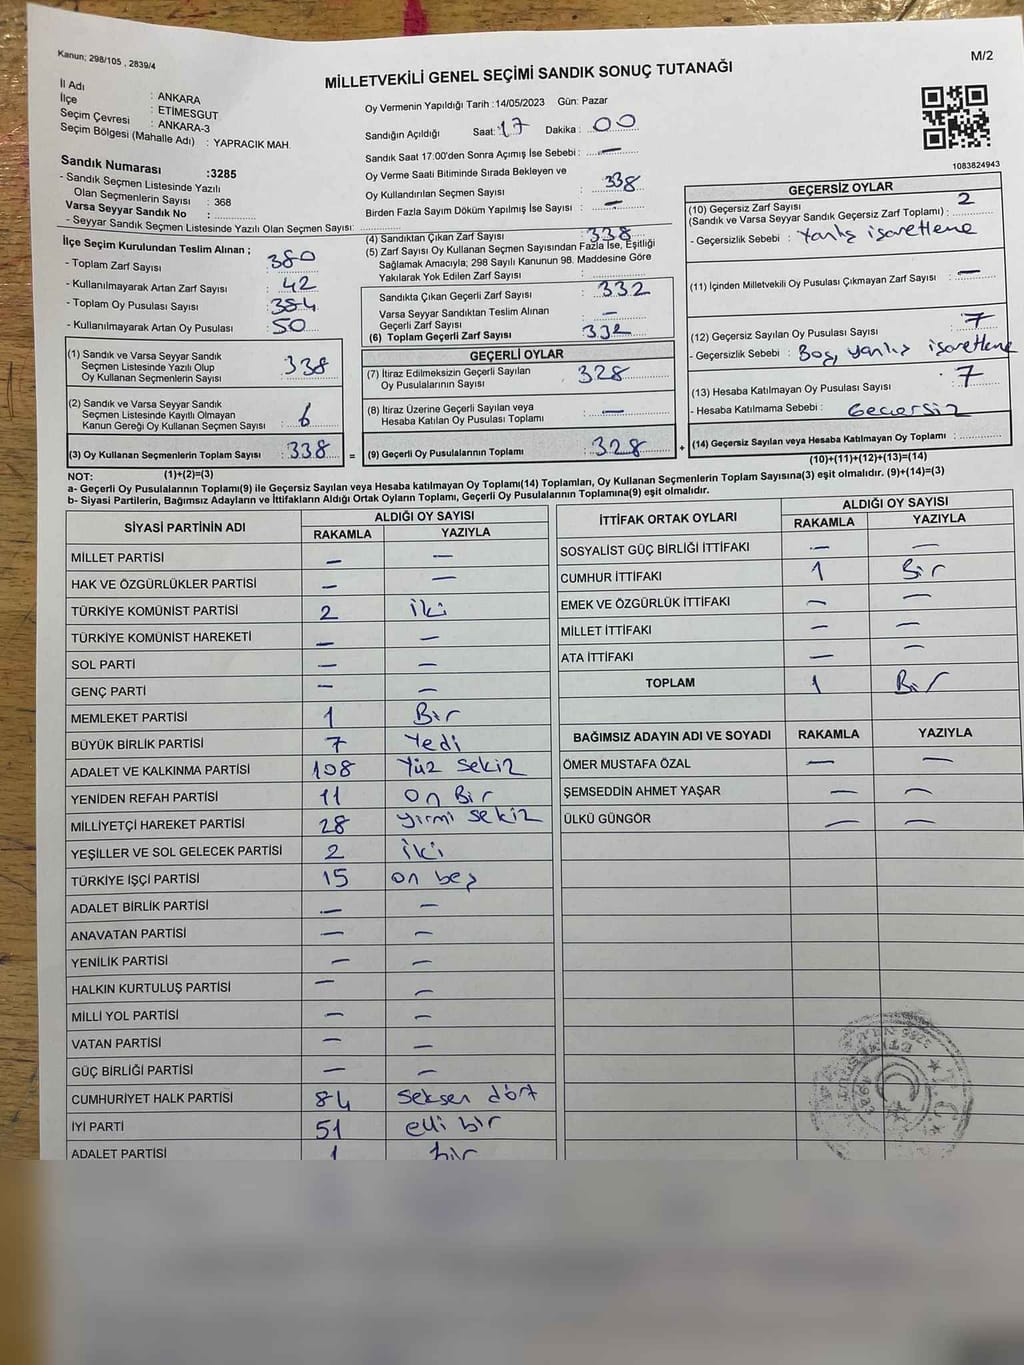 Kanun; 298/105 , 2839/4
M/2
MİLLETVEKİLİ GENEL SEÇİMİ SANDIK SONUÇ TUTANAĞI
İl Adı : ANKARA
İlçe : ETİMESGUT
Seçim Çevresi : ANKARA-3
Seçim Bölgesi (Mahalle Adı) : YAPRACIK MAH.
Sandık Numarası :3285
- Sandık Seçmen Listesinde Yazılı
Olan Seçmenlerin Sayısı : 368
Varsa Seyyar Sandık No :
- Seyyar Sandık Seçmen Listesinde Yazılı Olan Seçmen Sayısı:
Oy Vermenin Yapıldığı Tarih :14/05/2023 Gün: Pazar
Sandığın Açıldığı Saat: 17 Dakika : 00
Sandık Saat 17:00'den Sonra Açımış İse Sebebi : —
Oy Verme Saati Bitiminde Sırada Bekleyen ve
Oy Kullandırılan Seçmen Sayısı : 338
Birden Fazla Sayım Döküm Yapılmış İse Sayısı : —
1083824943
İlçe Seçim Kurulundan Teslim Alınan ;
- Toplam Zarf Sayısı : 380
- Kullanılmayarak Artan Zarf Sayısı : 42
- Toplam Oy Pusulası Sayısı : 384
- Kullanılmayarak Artan Oy Pusulası : 50
(1) Sandık ve Varsa Seyyar Sandık
Seçmen Listesinde Yazılı Olup
Oy Kullanan Seçmenlerin Sayısı : 338
(2) Sandık ve Varsa Seyyar Sandık
Seçmen Listesinde Kayıtlı Olmayan
Kanun Gereği Oy Kullanan Seçmen Sayısı : 6
(3) Oy Kullanan Seçmenlerin Toplam Sayısı : 338 =
(1)+(2)=(3)
(4) Sandıktan Çıkan Zarf Sayısı : 338
(5) Zarf Sayısı Oy Kullanan Seçmen Sayısından Fazla İse, Eşitliği
Sağlamak Amacıyla; 298 Sayılı Kanunun 98. Maddesine Göre
Yakılarak Yok Edilen Zarf Sayısı :
Sandıkta Çıkan Geçerli Zarf Sayısı : 332
Varsa Seyyar Sandıktan Teslim Alınan
Geçerli Zarf Sayısı : —
(6) Toplam Geçerli Zarf Sayısı : 332
GEÇERLİ OYLAR
(7) İtiraz Edilmeksizin Geçerli Sayılan
Oy Pusulalarının Sayısı : 328
(8) İtiraz Üzerine Geçerli Sayılan veya
Hesaba Katılan Oy Pusulası Toplamı : —
(9) Geçerli Oy Pusulalarının Toplamı : 328 +
GEÇERSİZ OYLAR
(10) Geçersiz Zarf Sayısı 2
(Sandık ve Varsa Seyyar Sandık Geçersiz Zarf Toplamı) :
- Geçersizlik Sebebi : Yanlış işaretleme
(11) İçinden Milletvekili Oy Pusulası Çıkmayan Zarf Sayısı : —
(12) Geçersiz Sayılan Oy Pusulası Sayısı : 7
- Geçersizlik Sebebi : Boş, yanlış işaretleme
(13) Hesaba Katılmayan Oy Pusulası Sayısı : 7
- Hesaba Katılmama Sebebi : Geçersiz
(14) Geçersiz Sayılan veya Hesaba Katılmayan Oy Toplamı :
(10)+(11)+(12)+(13)=(14)
NOT:
a- Geçerli Oy Pusulalarının Toplamı(9) ile Geçersiz Sayılan veya Hesaba katılmayan Oy Toplamı(14) Toplamları, Oy Kullanan Seçmenlerin Toplam Sayısına(3) eşit olmalıdır. (9)+(14)=(3)
b- Siyasi Partilerin, Bağımsız Adayların ve İttifakların Aldığı Ortak Oyların Toplamı, Geçerli Oy Pusulalarının Toplamına(9) eşit olmalıdır.
SİYASİ PARTİNİN ADI ALDIĞI OY SAYISI
RAKAMLA YAZIYLA
MİLLET PARTİSİ — —
HAK VE ÖZGÜRLÜKLER PARTİSİ — —
TÜRKİYE KOMÜNİST PARTİSİ 2 iki
TÜRKİYE KOMÜNİST HAREKETİ — —
SOL PARTİ — —
GENÇ PARTİ — —
MEMLEKET PARTİSİ 1 Bir
BÜYÜK BİRLİK PARTİSİ 7 Yedi
ADALET VE KALKINMA PARTİSİ 108 Yüz sekiz
YENİDEN REFAH PARTİSİ 11 on Bir
MİLLİYETÇİ HAREKET PARTİSİ 28 yirmi sekiz
YEŞİLLER VE SOL GELECEK PARTİSİ 2 iki
TÜRKİYE İŞÇİ PARTİSİ 15 on beş
ADALET BİRLİK PARTİSİ — —
ANAVATAN PARTİSİ — —
YENİLİK PARTİSİ — —
HALKIN KURTULUŞ PARTİSİ — —
MİLLİ YOL PARTİSİ — —
VATAN PARTİSİ — —
GÜÇ BİRLİĞİ PARTİSİ — —
CUMHURİYET HALK PARTİSİ 84 seksen dört
İYİ PARTİ 51 elli bir
ADALET PARTİSİ 1 bir
İTTİFAK ORTAK OYLARI ALDIĞI OY SAYISI
RAKAMLA YAZIYLA
SOSYALİST GÜÇ BİRLİĞİ İTTİFAKI — —
CUMHUR İTTİFAKI 1 Bir
EMEK VE ÖZGÜRLÜK İTTİFAKI — —
MİLLET İTTİFAKI — —
ATA İTTİFAKI — —
TOPLAM 1 Bir
BAĞIMSIZ ADAYIN ADI VE SOYADI RAKAMLA YAZIYLA
ÖMER MUSTAFA ÖZAL — —
ŞEMSEDDİN AHMET YAŞAR — —
ÜLKÜ GÜNGÖR — —